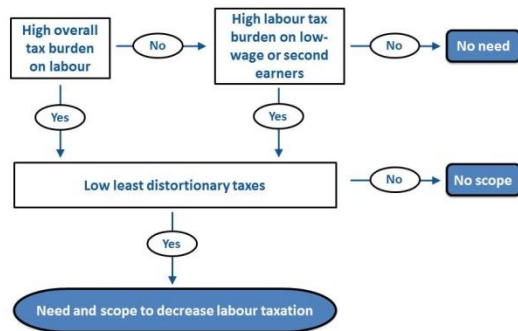 High overall
tax burden
on labour
No
High labour tax
burden on low-
wage or second
earners
No
No need
Yes
Yes
Low least distortionary taxes
No
No scope
Yes
Need and scope to decrease labour taxation